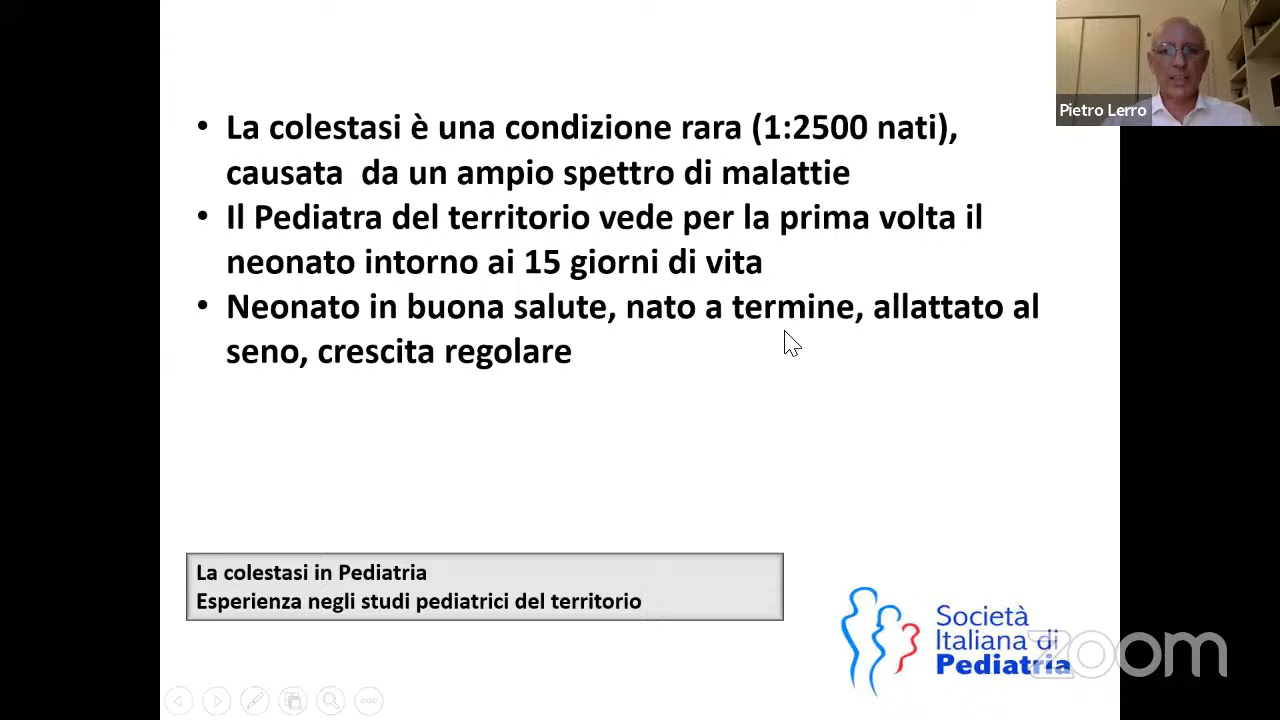 Pietro Lerro
• La colestasi è una condizione rara (1:2500 nati),
causata  da un ampio spettro di malattie
• Il Pediatra del territorio vede per la prima volta il
neonato intorno ai 15 giorni di vita
• Neonato in buona salute, nato a termine, allattato al
seno, crescita regolare
La colestasi in Pediatria
Esperienza negli studi pediatrici del territorio
Società
Italiana di
Pediatria
zoom